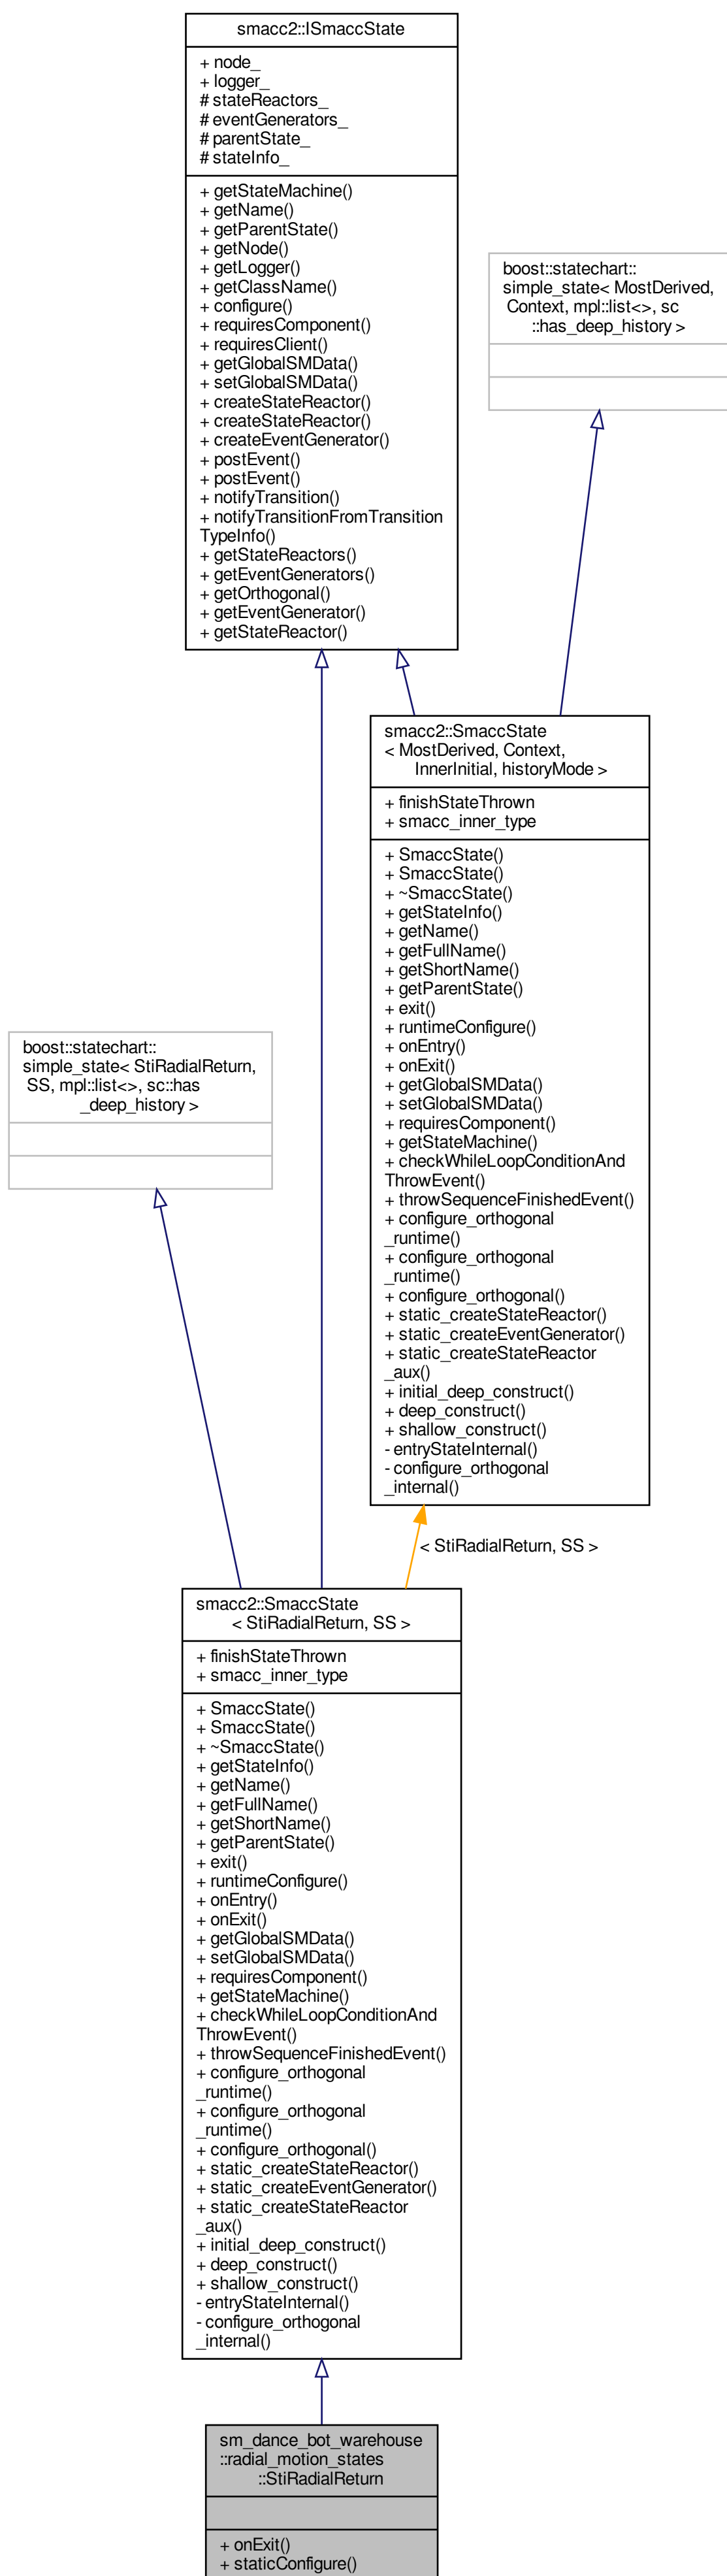 smacc2::ISmaccState
+ node_
+ logger_
# stateReactors_
# eventGenerators_
# parentState_
# stateInfo_
+ getStateMachine()
+ getName()
+ getParentState()
+ getNode()
+ getLogger()
+ getClassName()
+ configure()
+ requiresComponent()
+ requiresClient()
+ getGlobalSMData()
+ setGlobalSMData()
+ createStateReactor()
+ createStateReactor()
+ createEventGenerator()
+ postEvent()
+ postEvent()
+ notifyTransition()
+ notifyTransitionFromTransition
TypeInfo()
+ getStateReactors()
+ getEventGenerators()
+ getOrthogonal()
+ getEventGenerator()
+ getStateReactor()
boost::statechart::
simple_state< MostDerived,
Context, mpl::list<>, sc
::has_deep_history >
smacc2::SmaccState
< MostDerived, Context,
InnerInitial, historyMode >
+ finishStateThrown
+ smacc_inner_type
+ SmaccState()
+ SmaccState()
+ ~SmaccState()
+ getStateInfo()
+ getName()
+ getFullName()
+ getShortName()
+ getParentState()
+ exit()
+ runtimeConfigure()
+ onEntry()
+ onExit()
+ getGlobalSMData()
+ setGlobalSMData()
+ requiresComponent()
+ getStateMachine()
+ checkWhileLoopConditionAnd
ThrowEvent()
+ throwSequenceFinishedEvent()
+ configure_orthogonal
_runtime()
+ configure_orthogonal
_runtime()
+ configure_orthogonal()
+ static_createStateReactor()
+ static_createEventGenerator()
+ static_createStateReactor
_aux()
+ initial_deep_construct()
+ deep_construct()
+ shallow_construct()
- entryStateInternal()
- configure_orthogonal
_internal()
boost::statechart::
simple_state< StiRadialReturn,
SS, mpl::list<>, sc::has
_deep_history >
< StiRadialReturn, SS >
smacc2::SmaccState
< StiRadialReturn, SS >
+ finishStateThrown
+ smacc_inner_type
+ SmaccState()
+ SmaccState()
+ ~SmaccState()
+ getStateInfo()
+ getName()
+ getFullName()
+ getShortName()
+ getParentState()
+ exit()
+ runtimeConfigure()
+ onEntry()
+ onExit()
+ getGlobalSMData()
+ setGlobalSMData()
+ requiresComponent()
+ getStateMachine()
+ checkWhileLoopConditionAnd
ThrowEvent()
+ throwSequenceFinishedEvent()
+ configure_orthogonal
_runtime()
+ configure_orthogonal
_runtime()
+ configure_orthogonal()
+ static_createStateReactor()
+ static_createEventGenerator()
+ static_createStateReactor
_aux()
+ initial_deep_construct()
+ deep_construct()
+ shallow_construct()
- entryStateInternal()
- configure_orthogonal
_internal()
sm_dance_bot_warehouse
::radial_motion_states
::StiRadialReturn
+ onExit()
+ staticConfigure()